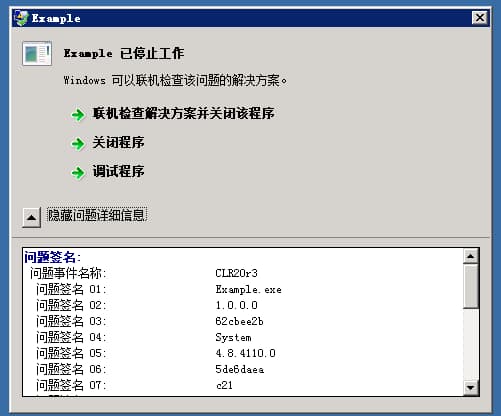 Example
Example 已停止工作
Windows 可以联机检查该问题的解决方案。
联机检查解决方案并关闭该程序
关闭程序
调试程序
隐藏问题详细信息
问题签名:
问题事件名称: CLR20r3
问题签名 01: Example.exe
问题签名 02: 1.0.0.0
问题签名 03: 62cbee2b
问题签名 04: System
问题签名 05: 4.8.4110.0
问题签名 06: 5de6daea
问题签名 07: c21